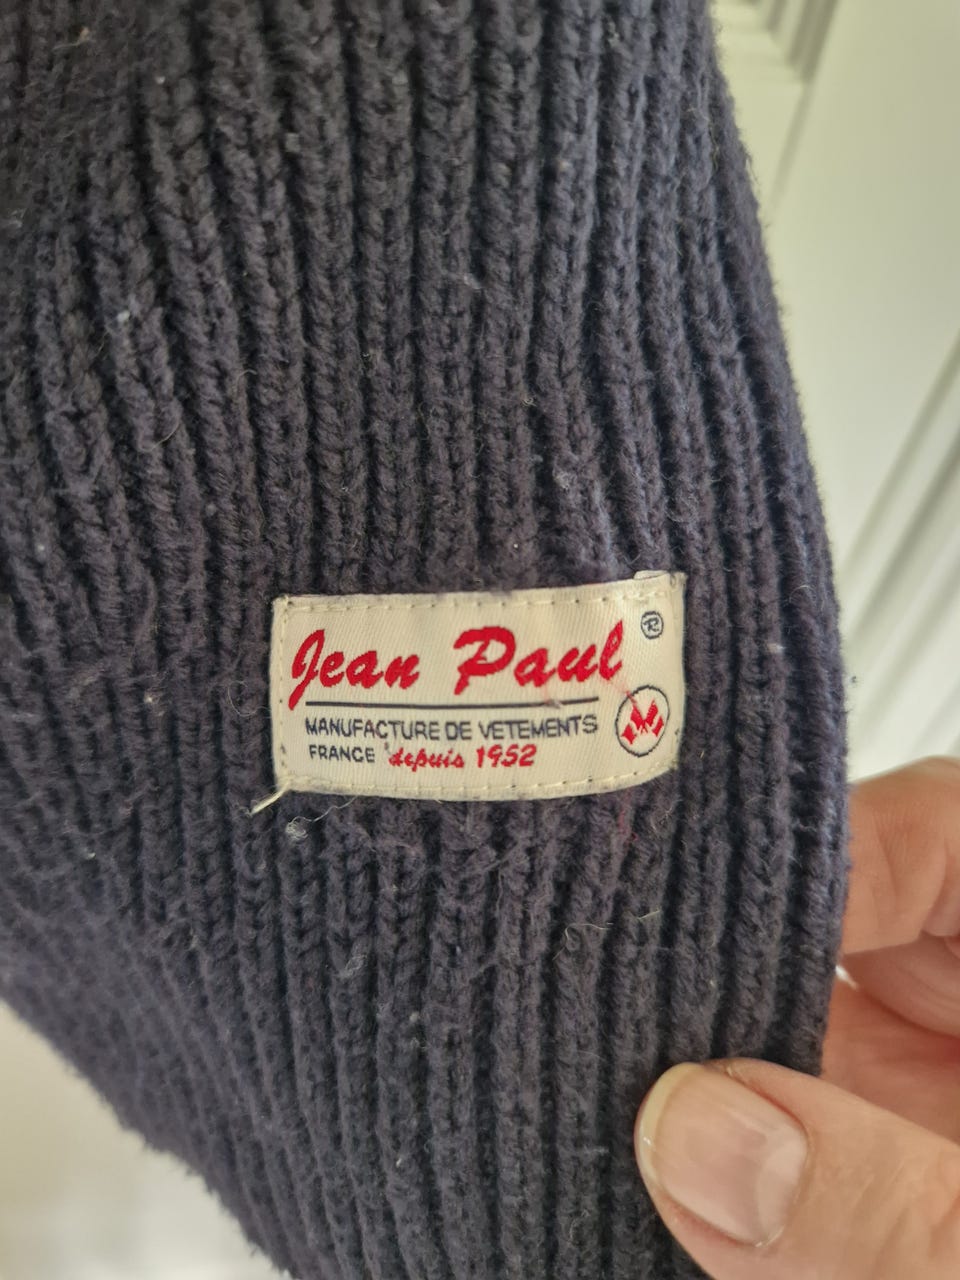 Jean Paul ®
MANUFACTURE DE VETEMENTS
FRANCE depuis 1952